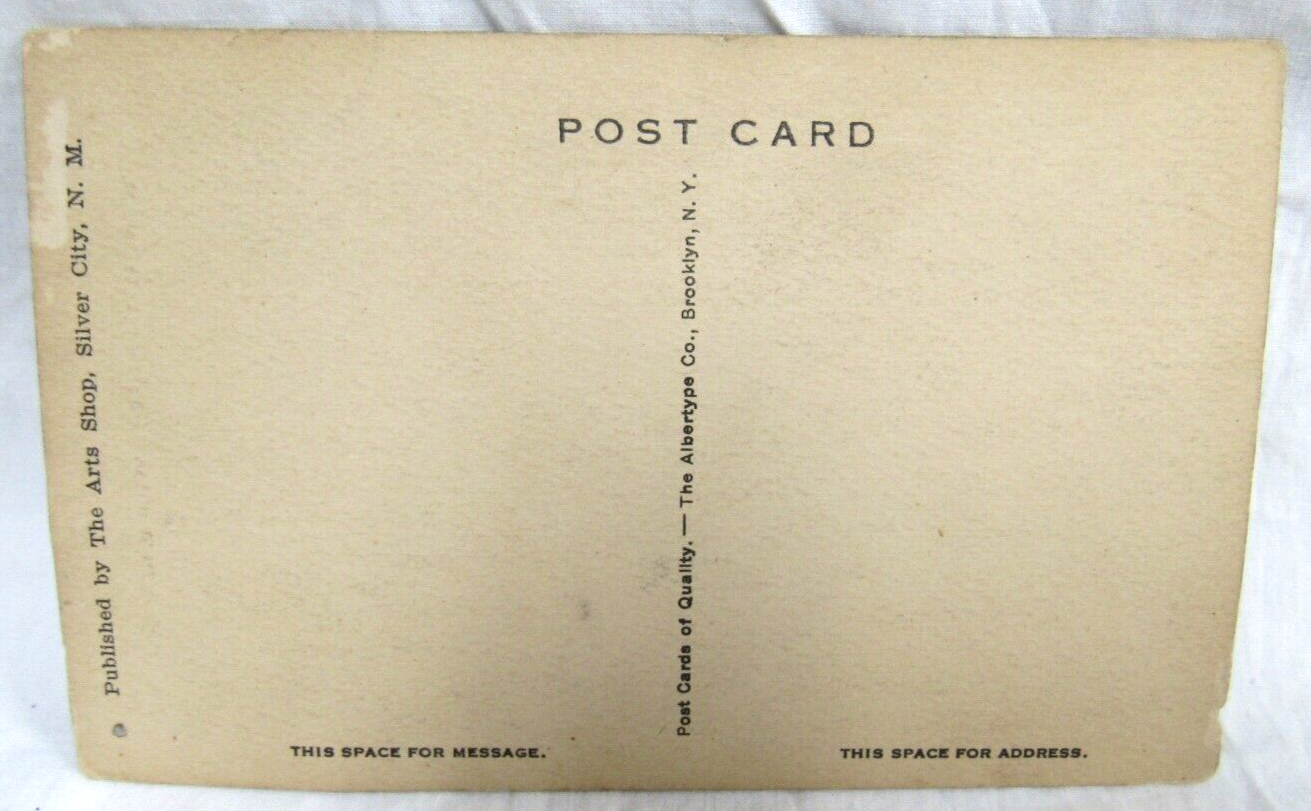 POST CARD
Published by The Arts Shop, Silver City, N. M.
Post Cards of Quality. — The Albertype Co., Brooklyn, N. Y.
THIS SPACE FOR MESSAGE.
THIS SPACE FOR ADDRESS.